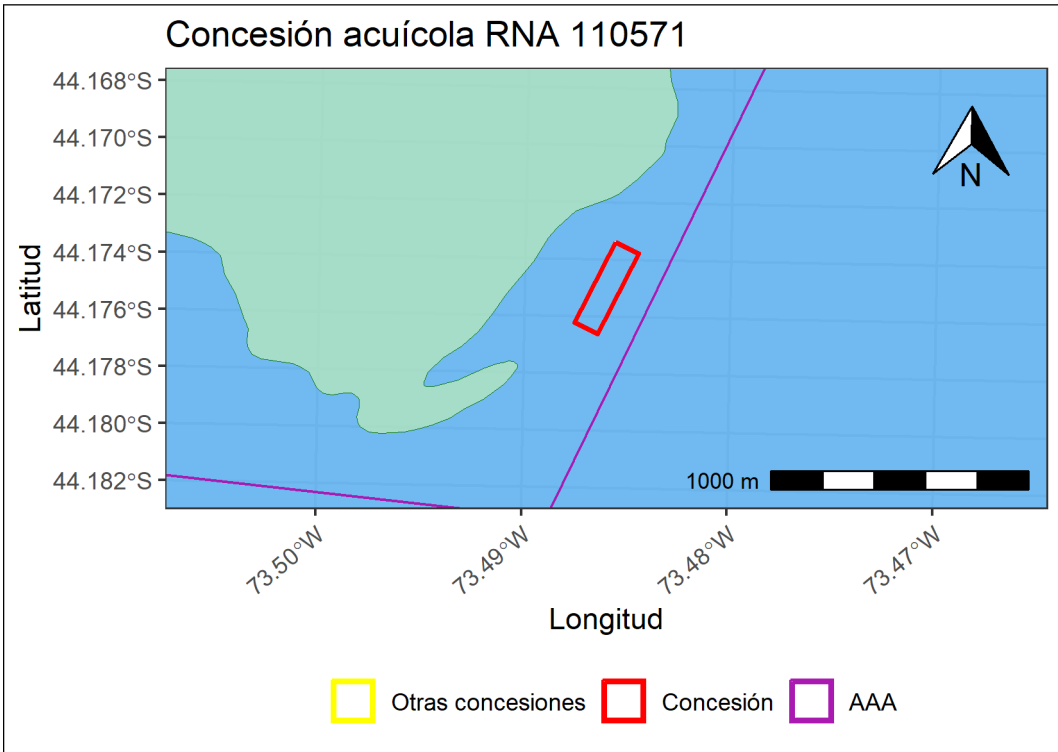 Concesión acuícola RNA 110571
44.168°S
44.170°S
44.172°S
44.174°S
44.176°S
44.178°S
44.180°S
44.182°S
Latitud
N
1000 m
73.50°W
73.49°W
73.48°W
73.47°W
Longitud
Otras concesiones
Concesión
AAA